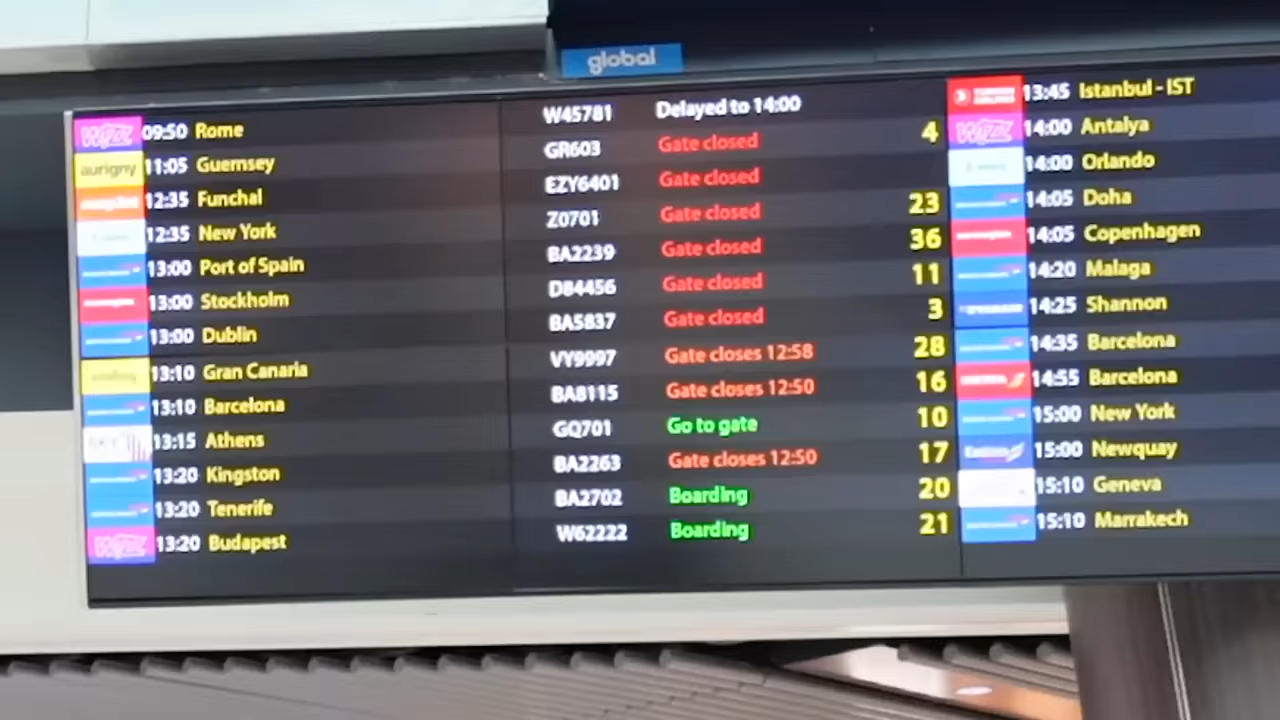 global
Wizz 09:50 Rome W45781 Delayed to 14:00
aurigny 11:05 Guernsey GR603 Gate closed 4
12:35 Funchal EZY6401 Gate closed
12:35 New York Z0701 Gate closed 23
13:00 Port of Spain BA2239 Gate closed 36
13:00 Stockholm D84456 Gate closed 11
13:00 Dublin BA5837 Gate closed 3
13:10 Gran Canaria VY9997 Gate closes 12:58 28
13:10 Barcelona BA8115 Gate closes 12:50 16
13:15 Athens GQ701 Go to gate 10
13:20 Kingston BA2263 Gate closes 12:50 17
13:20 Tenerife BA2702 Boarding 20
Wizz 13:20 Budapest W62222 Boarding 21
13:45 Istanbul - IST
Wizz 14:00 Antalya
14:00 Orlando
14:05 Doha
14:05 Copenhagen
14:20 Malaga
14:25 Shannon
14:35 Barcelona
14:55 Barcelona
15:00 New York
15:00 Newquay
15:10 Geneva
15:10 Marrakech